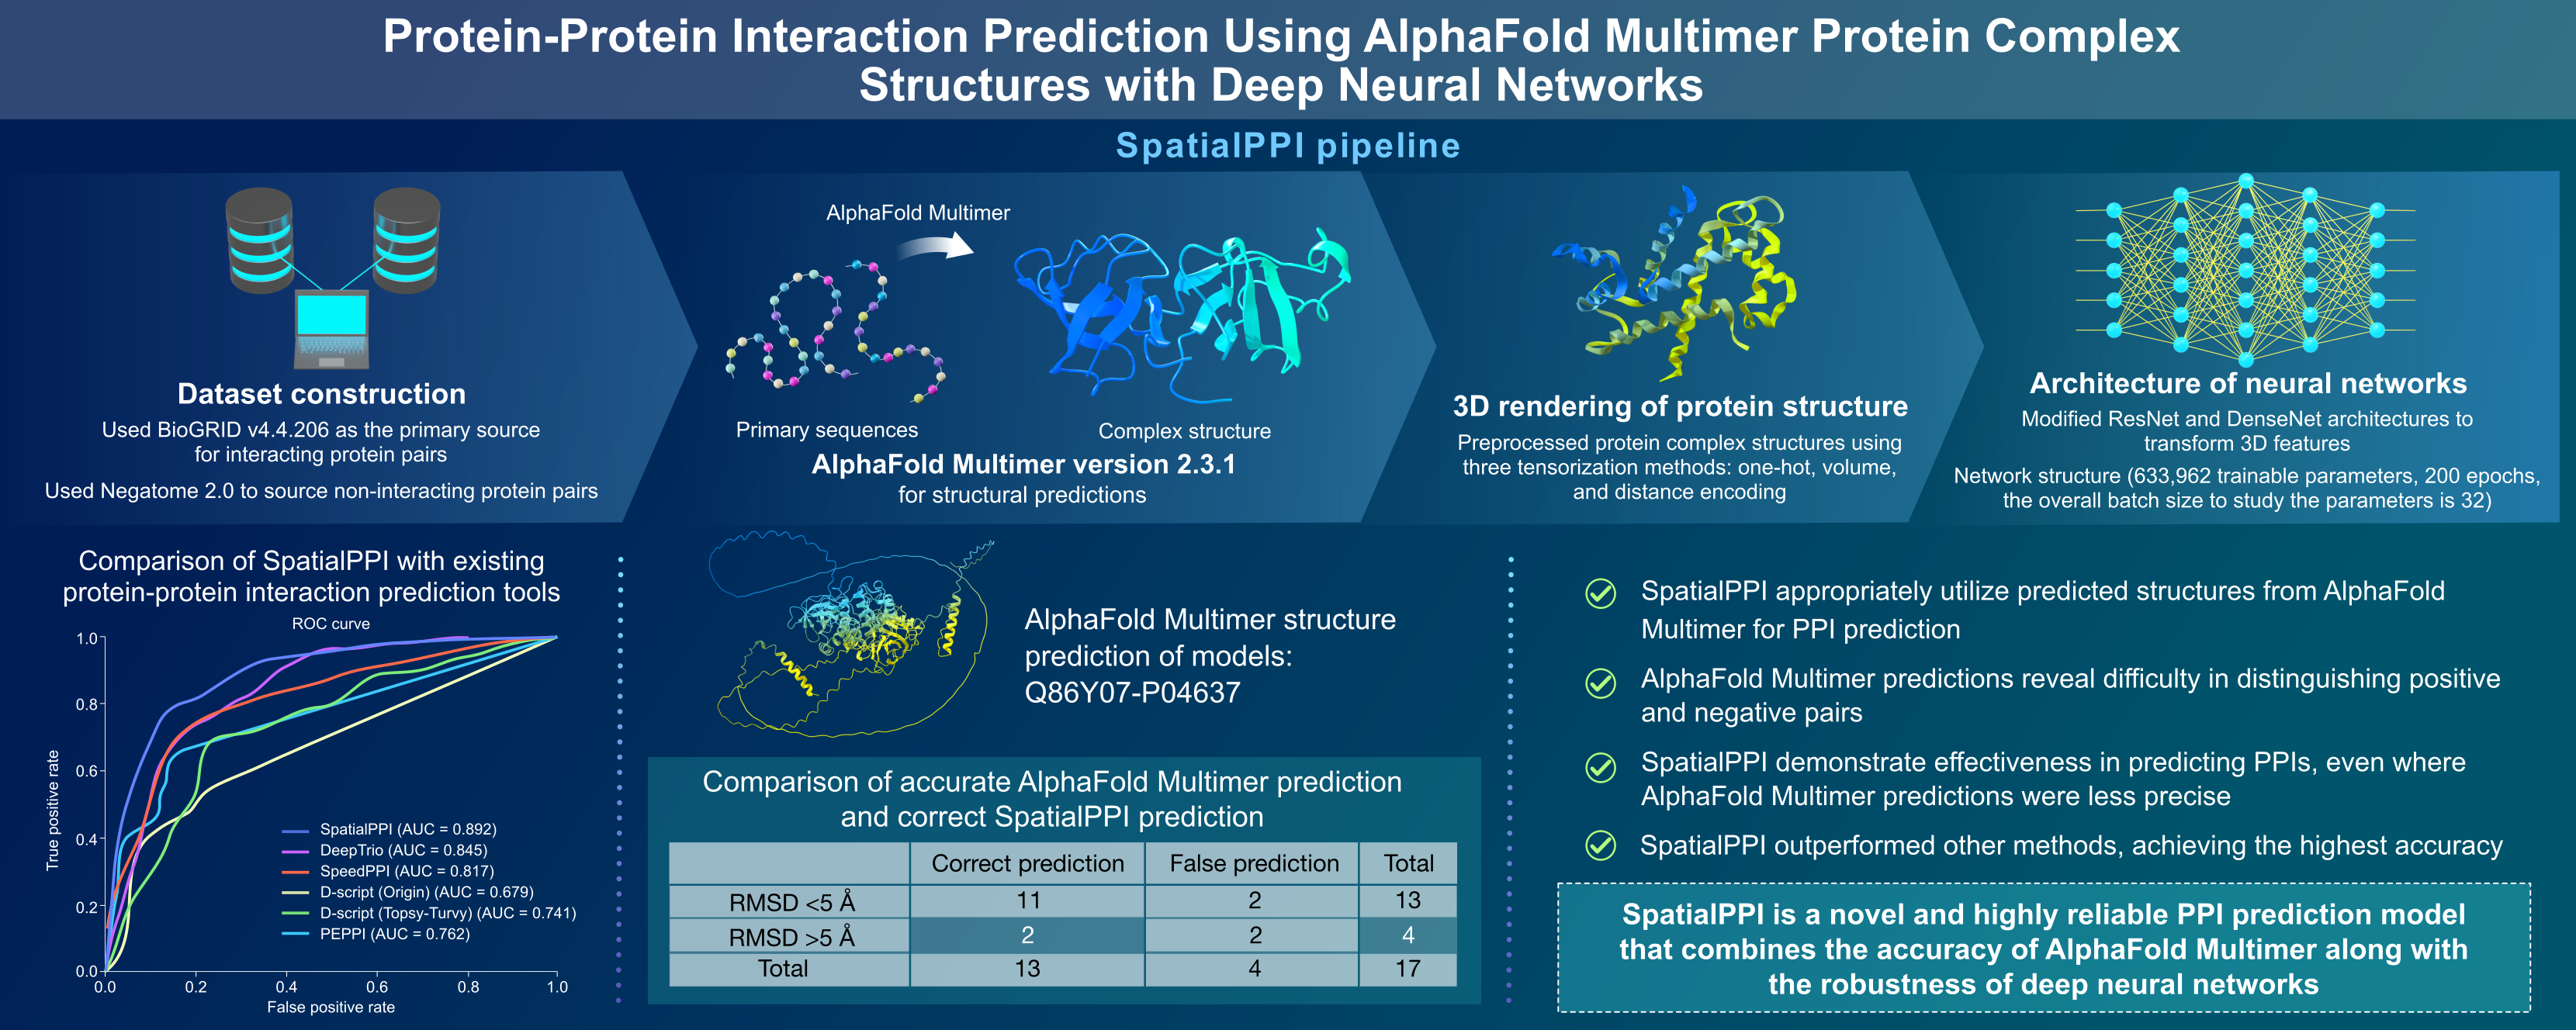 Protein-Protein Interaction Prediction Using AlphaFold Multimer Protein Complex
Structures with Deep Neural Networks
SpatialPPI pipeline
Dataset construction
Used BioGRID v4.4.206 as the primary source
for interacting protein pairs
Used Negatome 2.0 to source non-interacting protein pairs
AlphaFold Multimer
Primary sequences
Complex structure
AlphaFold Multimer version 2.3.1
for structural predictions
3D rendering of protein structure
Preprocessed protein complex structures using
three tensorization methods: one-hot, volume,
and distance encoding
Architecture of neural networks
Modified ResNet and DenseNet architectures to
transform 3D features
Network structure (633,962 trainable parameters, 200 epochs,
the overall batch size to study the parameters is 32)
Comparison of SpatialPPI with existing
protein-protein interaction prediction tools
ROC curve
True positive rate
1.0
0.8
0.6
0.4
0.2
0.0
SpatialPPI (AUC = 0.892)
DeepTrio (AUC = 0.845)
SpeedPPI (AUC = 0.817)
D-script (Origin) (AUC = 0.679)
D-script (Topsy-Turvy) (AUC = 0.741)
PEPPI (AUC = 0.762)
0.0 0.2 0.4 0.6 0.8 1.0
False positive rate
AlphaFold Multimer structure
prediction of models:
Q86Y07-P04637
Comparison of accurate AlphaFold Multimer prediction
and correct SpatialPPI prediction
Correct prediction False prediction Total
RMSD <5 Å 11 2 13
RMSD >5 Å 2 2 4
Total 13 4 17
SpatialPPI appropriately utilize predicted structures from AlphaFold
Multimer for PPI prediction
AlphaFold Multimer predictions reveal difficulty in distinguishing positive
and negative pairs
SpatialPPI demonstrate effectiveness in predicting PPIs, even where
AlphaFold Multimer predictions were less precise
SpatialPPI outperformed other methods, achieving the highest accuracy
SpatialPPI is a novel and highly reliable PPI prediction model
that combines the accuracy of AlphaFold Multimer along with
the robustness of deep neural networks